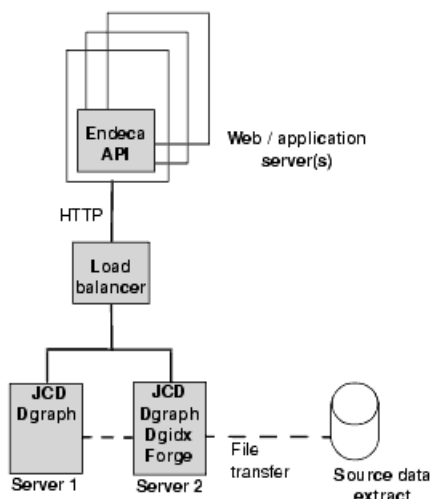 Endeca
API
Web / application
server(s)
HTTP
Load
balancer
JCD
Dgraph
JCD
Dgraph
Dgidx
Forge
File
transfer
Server 1
Server 2
Source data
extract